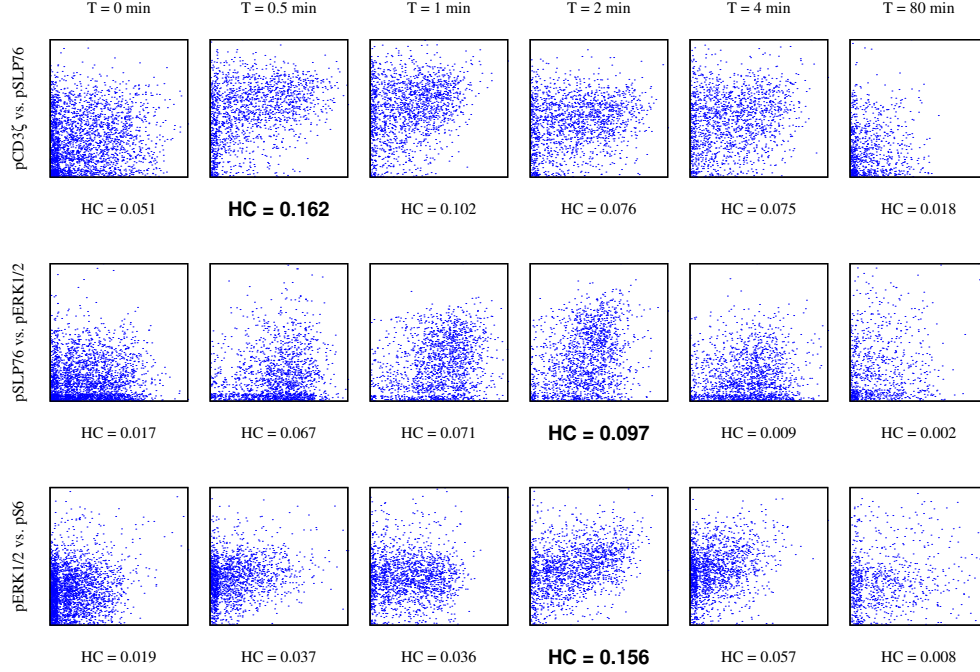 T = 0 min T = 0.5 min T = 1 min T = 2 min T = 4 min T = 80 min
pCD3ζ vs. pSLP76
HC = 0.051 HC = 0.162 HC = 0.102 HC = 0.076 HC = 0.075 HC = 0.018
pSLP76 vs. pERK1/2
HC = 0.017 HC = 0.067 HC = 0.071 HC = 0.097 HC = 0.009 HC = 0.002
pERK1/2 vs. pS6
HC = 0.019 HC = 0.037 HC = 0.036 HC = 0.156 HC = 0.057 HC = 0.008